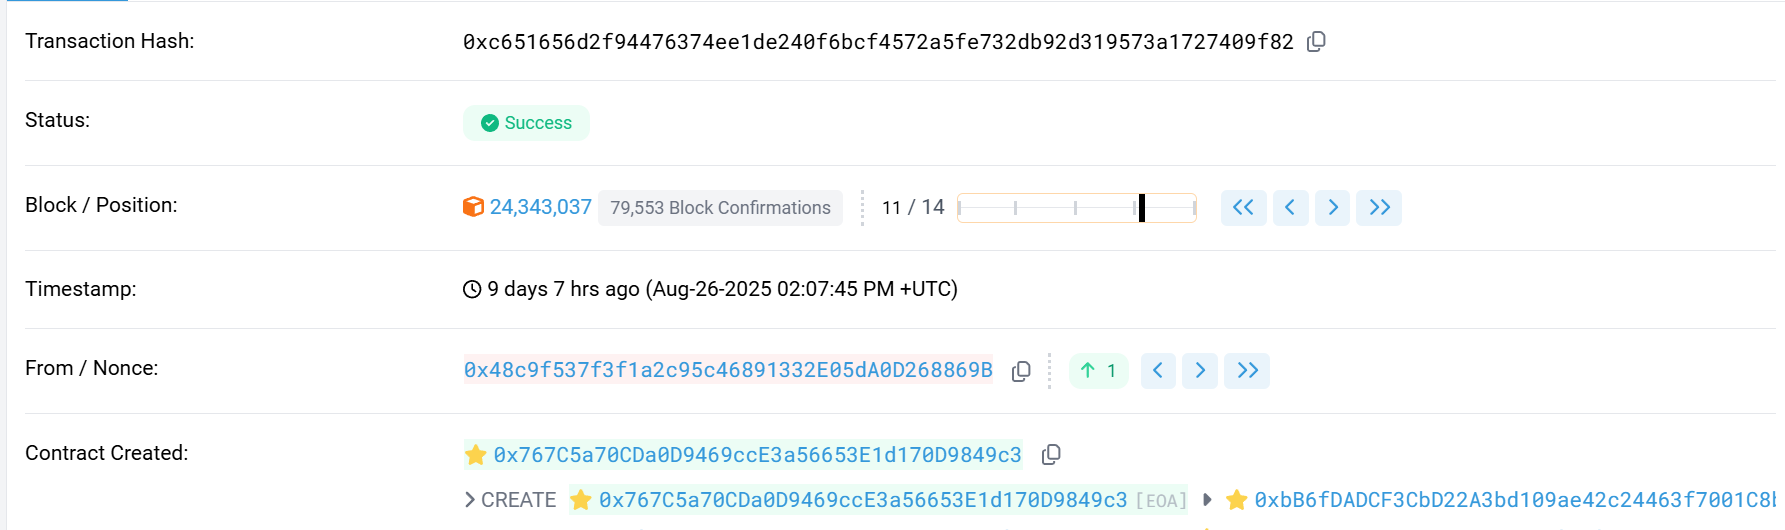 Transaction Hash: 0xc651656d2f94476374ee1de240f6bcf4572a5fe732db92d319573a1727409f82
Status: Success
Block / Position: 24,343,037 79,553 Block Confirmations 11 / 14
Timestamp: 9 days 7 hrs ago (Aug-26-2025 02:07:45 PM +UTC)
From / Nonce: 0x48c9f537f3f1a2c95c46891332E05dA0D268869B 1
Contract Created: 0x767C5a70CDa0D9469ccE3a56653E1d170D9849c3
CREATE 0x767C5a70CDa0D9469ccE3a56653E1d170D9849c3 [EOA] 0xbB6fDADCF3CbD22A3bd109ae42c24463f7001C8